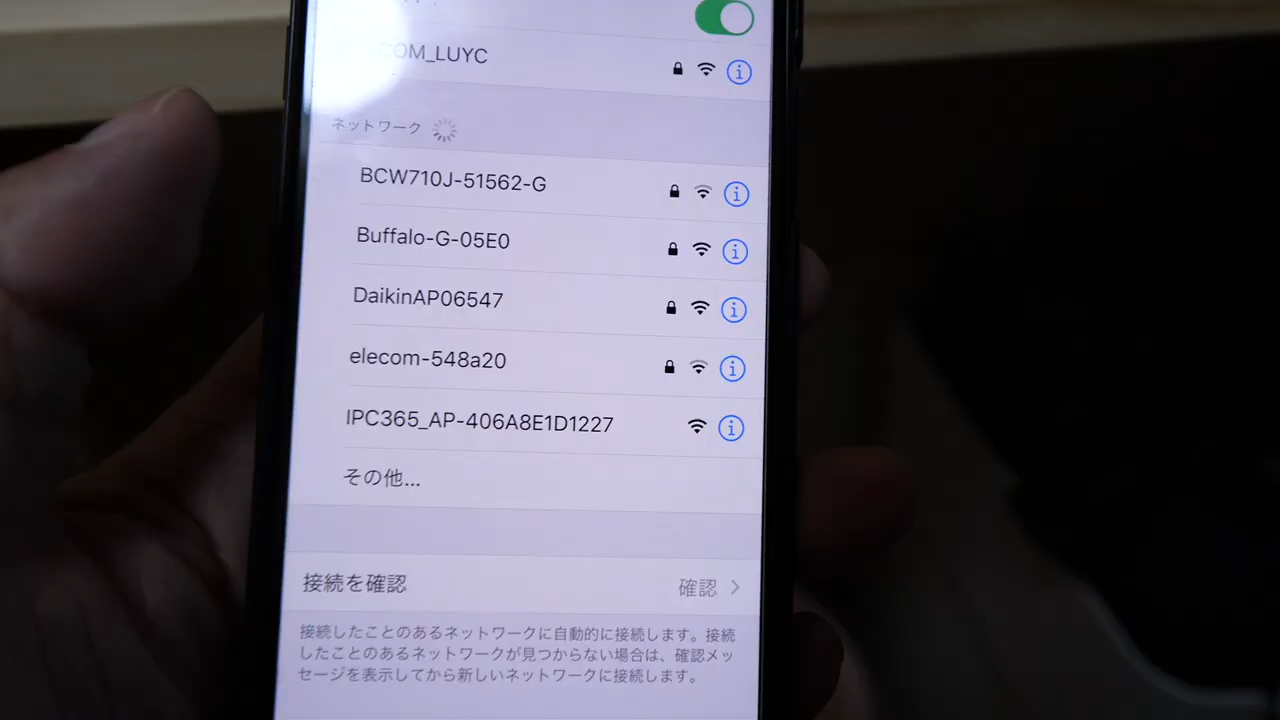 COM_LUYC
ネットワーク
BCW710J-51562-G
Buffalo-G-05E0
DaikinAP06547
elecom-548a20
IPC365_AP-406A8E1D1227
その他...
接続を確認 確認
接続したことのあるネットワークに自動的に接続します。接続
したことのあるネットワークが見つからない場合は、確認メッ
セージを表示してから新しいネットワークに接続します。